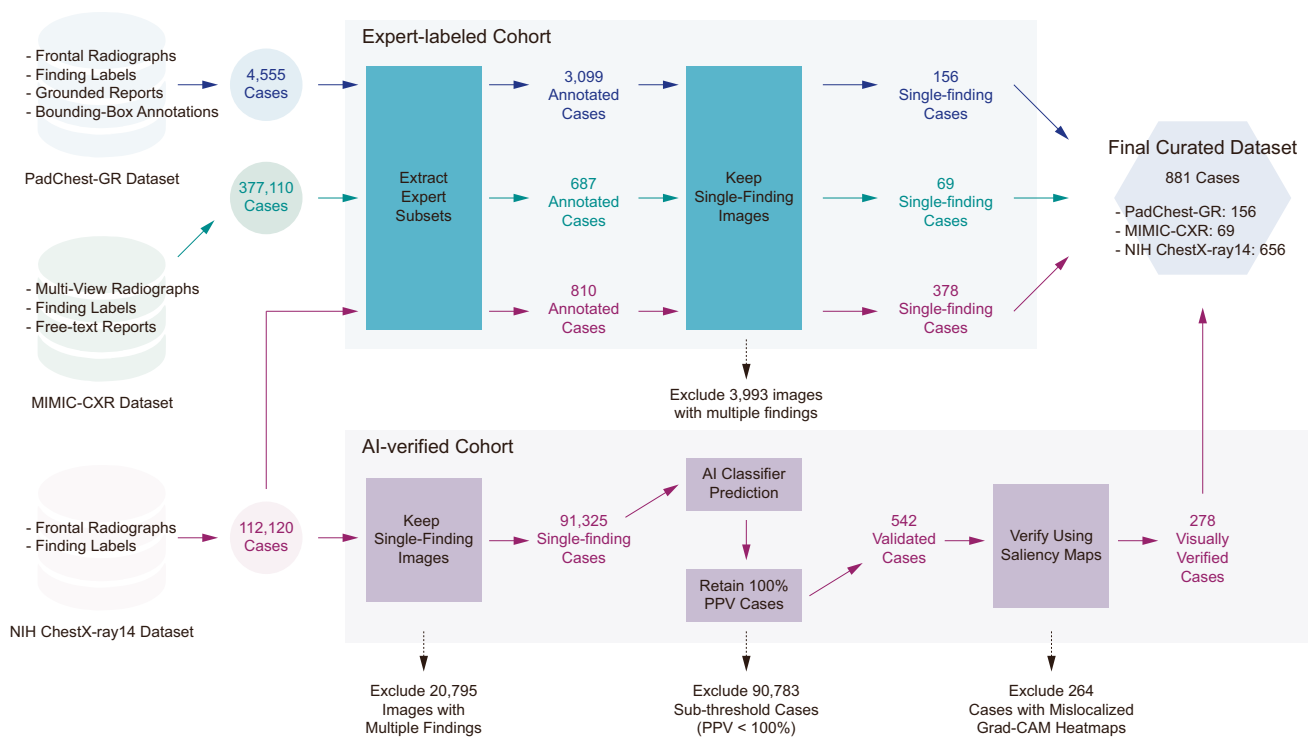 Expert-labeled Cohort
- Frontal Radiographs
- Finding Labels
- Grounded Reports
- Bounding-Box Annotations
PadChest-GR Dataset
4,555
Cases
377,110
Cases
- Multi-View Radiographs
- Finding Labels
- Free-text Reports
MIMIC-CXR Dataset
Extract
Expert
Subsets
3,099
Annotated
Cases
687
Annotated
Cases
810
Annotated
Cases
Keep
Single-Finding
Images
156
Single-finding
Cases
69
Single-finding
Cases
378
Single-finding
Cases
Exclude 3,993 images
with multiple findings
Final Curated Dataset
881 Cases
- PadChest-GR: 156
- MIMIC-CXR: 69
- NIH ChestX-ray14: 656
AI-verified Cohort
- Frontal Radiographs
- Finding Labels
NIH ChestX-ray14 Dataset
112,120
Cases
Keep
Single-Finding
Images
91,325
Single-finding
Cases
AI Classifier
Prediction
Retain 100%
PPV Cases
542
Validated
Cases
Verify Using
Saliency Maps
278
Visually
Verified
Cases
Exclude 20,795
Images with
Multiple Findings
Exclude 90,783
Sub-threshold Cases
(PPV < 100%)
Exclude 264
Cases with Mislocalized
Grad-CAM Heatmaps